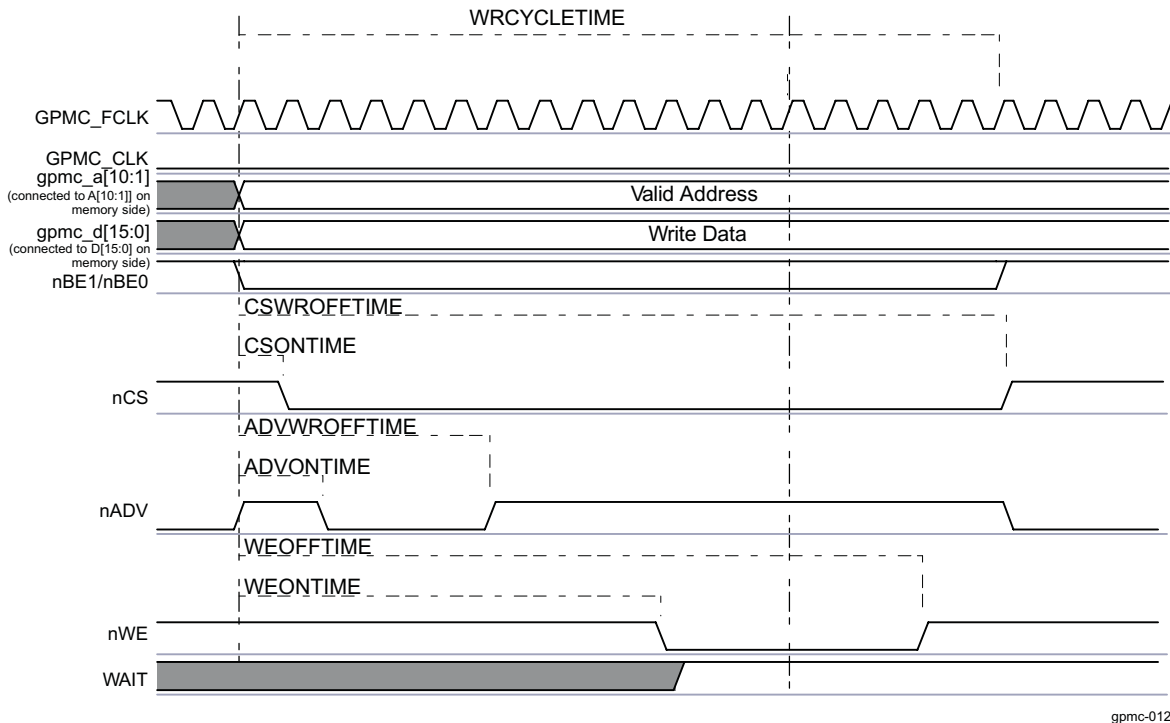 WRCYCLETIME
GPMC_FCLK
GPMC_CLK
gpmc_a[10:1]
(connected to A[10:1]] on
memory side)
Valid Address
gpmc_d[15:0]
(connected to D[15:0] on
memory side)
Write Data
nBE1/nBE0
CSWROFFTIME
CSONTIME
nCS
ADVWROFFTIME
ADVONTIME
nADV
WEOFFTIME
WEONTIME
nWE
WAIT
gpmc-012